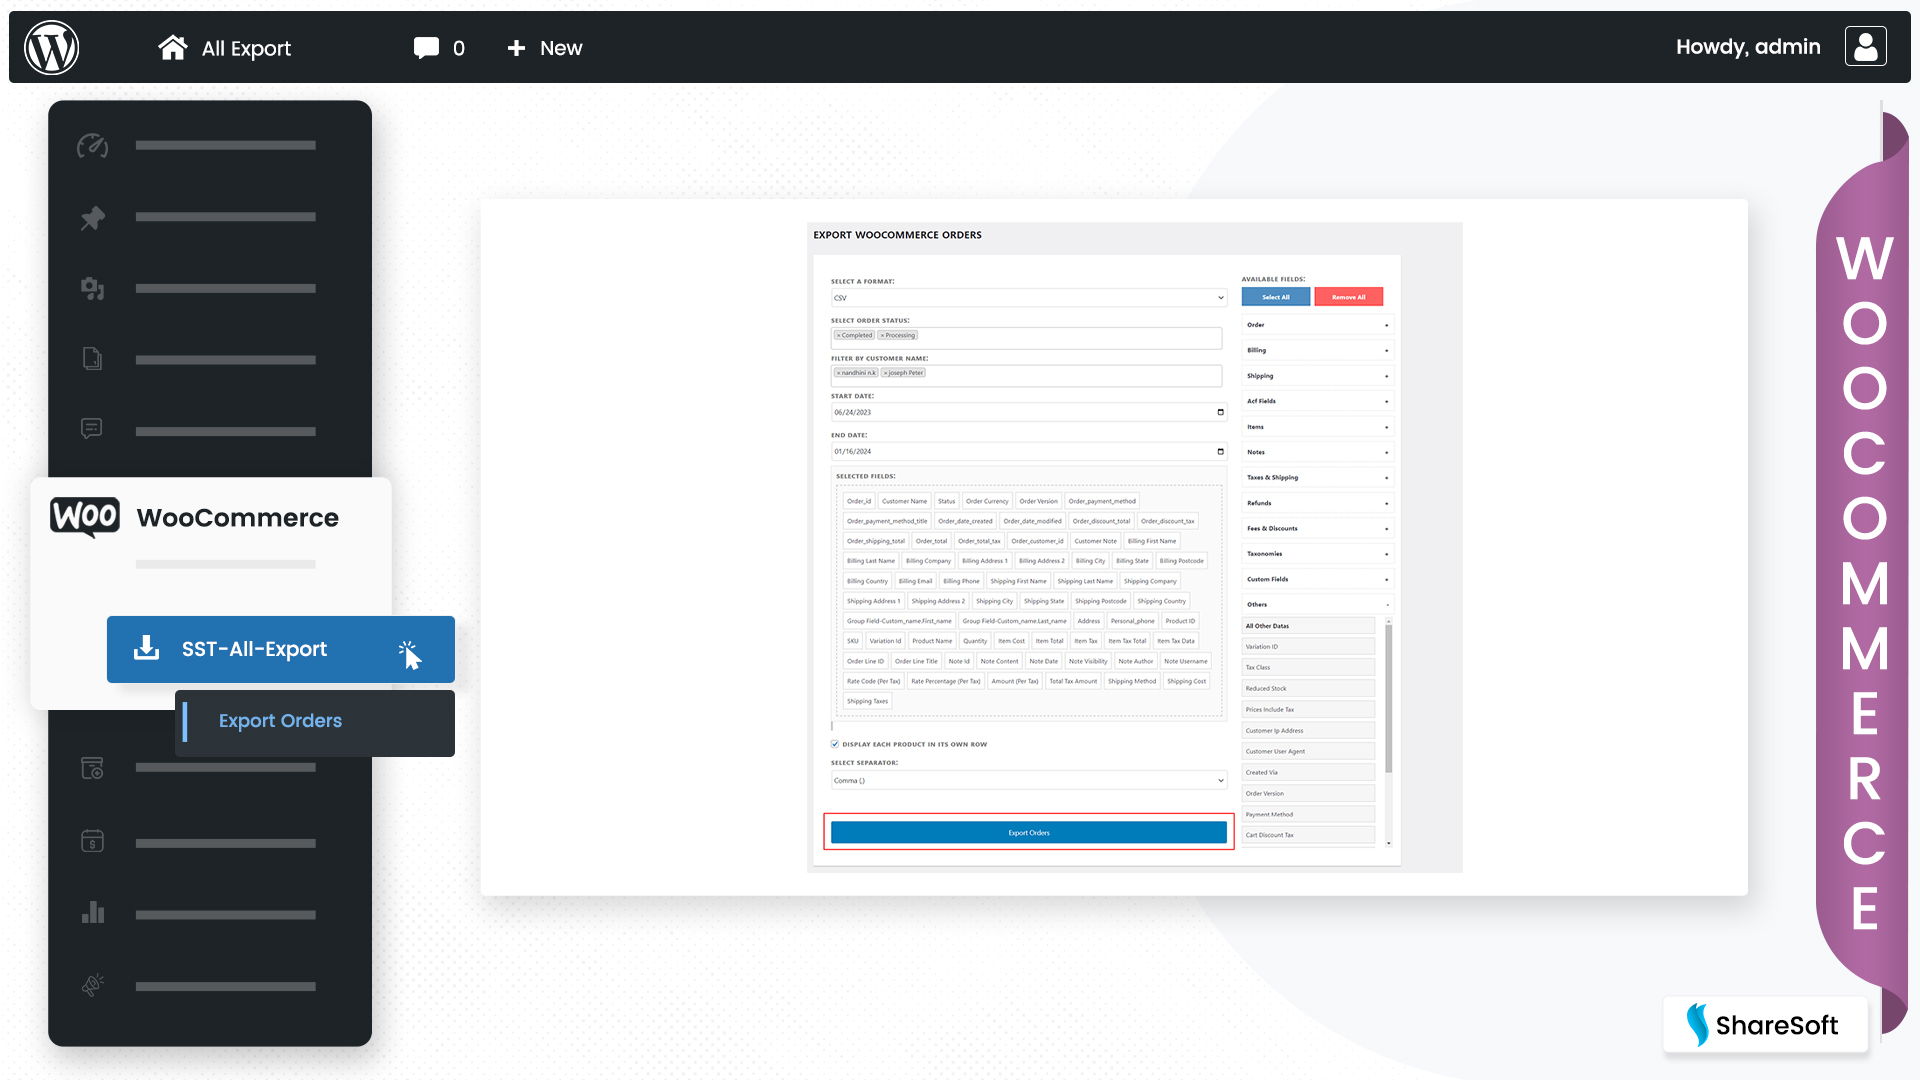 All Export
0
New
Howdy, admin
WOO WooCommerce
SST-All-Export
Export Orders
EXPORT WOOCOMMERCE ORDERS
SELECT A FORMAT:
CSV
SELECT ORDER STATUS:
× Completed × Processing
FILTER BY CUSTOMER NAME:
× nandhini n.k × joseph Peter
START DATE:
06/24/2023
END DATE:
01/16/2024
SELECTED FIELDS:
Order_id Customer Name Status Order Currency Order Version Order_payment_method
Order_payment_method_title Order_date_created Order_date_modified Order_discount_total Order_discount_tax
Order_shipping_total Order_total Order_total_tax Order_customer_id Customer Note Billing First Name
Billing Last Name Billing Company Billing Address 1 Billing Address 2 Billing City Billing State Billing Postcode
Billing Country Billing Email Billing Phone Shipping First Name Shipping Last Name Shipping Company
Shipping Address 1 Shipping Address 2 Shipping City Shipping State Shipping Postcode Shipping Country
Group Field-Custom_name.First_name Group Field-Custom_name.Last_name Address Personal_phone Product ID
SKU Variation Id Product Name Quantity Item Cost Item Total Item Tax Item Tax Total Item Tax Data
Order Line ID Order Line Title Note Id Note Content Note Date Note Visibility Note Author Note Username
Rate Code (Per Tax) Rate Percentage (Per Tax) Amount (Per Tax) Total Tax Amount Shipping Method Shipping Cost
Shipping Taxes
DISPLAY EACH PRODUCT IN ITS OWN ROW
SELECT SEPARATOR:
Comma (,)
Export Orders
AVAILABLE FIELDS:
Select All Remove All
Order +
Billing +
Shipping +
Acf Fields +
Items +
Notes +
Taxes & Shipping +
Refunds +
Fees & Discounts +
Taxonomies +
Custom Fields +
Others -
All Other Datas
Variation ID
Tax Class
Reduced Stock
Prices Include Tax
Customer Ip Address
Customer User Agent
Created Via
Order Version
Payment Method
Cart Discount Tax
WOOCOMMERCE
ShareSoft